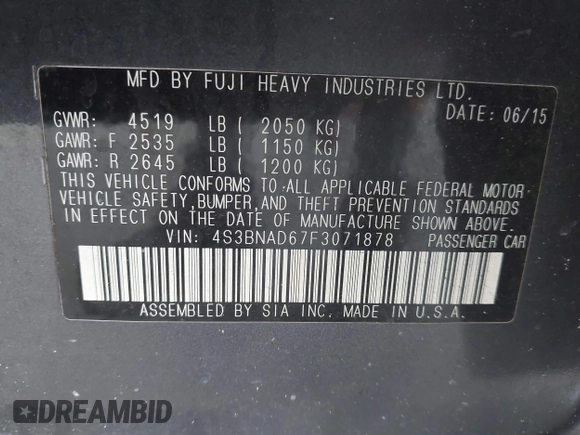 MFD BY FUJI HEAVY INDUSTRIES LTD.
DATE: 06/15
GVWR: 4519 LB ( 2050 KG)
GAWR: F 2535 LB ( 1150 KG)
GAWR: R 2645 LB ( 1200 KG)
THIS VEHICLE CONFORMS TO ALL APPLICABLE FEDERAL MOTOR
VEHICLE SAFETY, BUMPER, AND THEFT PREVENTION STANDARDS
IN EFFECT ON THE DATE OF MANUFACTURE SHOWN ABOVE.
VIN: 4S3BNAD67F3071878 PASSENGER CAR
ASSEMBLED BY SIA INC. MADE IN U.S.A.
DREAMBID